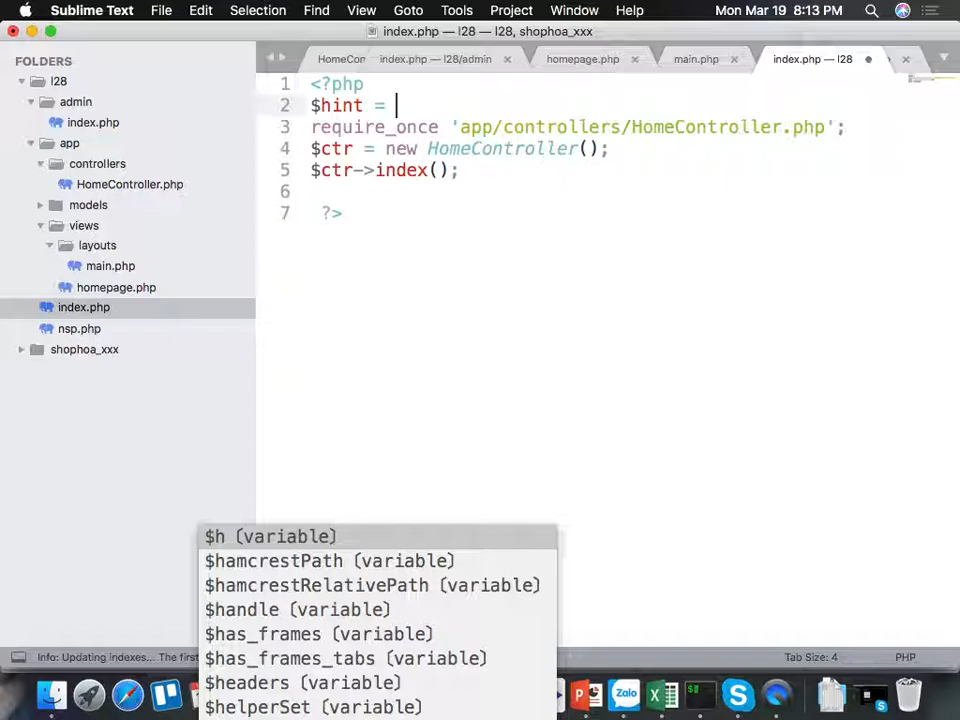 Sublime Text File Edit Selection Find View Goto Tools Project Window Help Mon Mar 19 8:13 PM
index.php — l28 — l28, shophoa_xxx
FOLDERS
l28
admin
index.php
app
controllers
HomeController.php
models
views
layouts
main.php
homepage.php
index.php
nsp.php
shophoa_xxx
HomeCon index.php — l28/admin homepage.php main.php index.php — l28
1 <?php
2 $hint =
3 require_once 'app/controllers/HomeController.php';
4 $ctr = new HomeController();
5 $ctr->index();
6
7 ?>
$h (variable)
$hamcrestPath (variable)
$hamcrestRelativePath (variable)
$handle (variable)
$has_frames (variable)
$has_frames_tabs (variable)
$headers (variable)
$helperSet (variable)
Info: Updating indexes... The first Tab Size: 4 PHP
Zalo